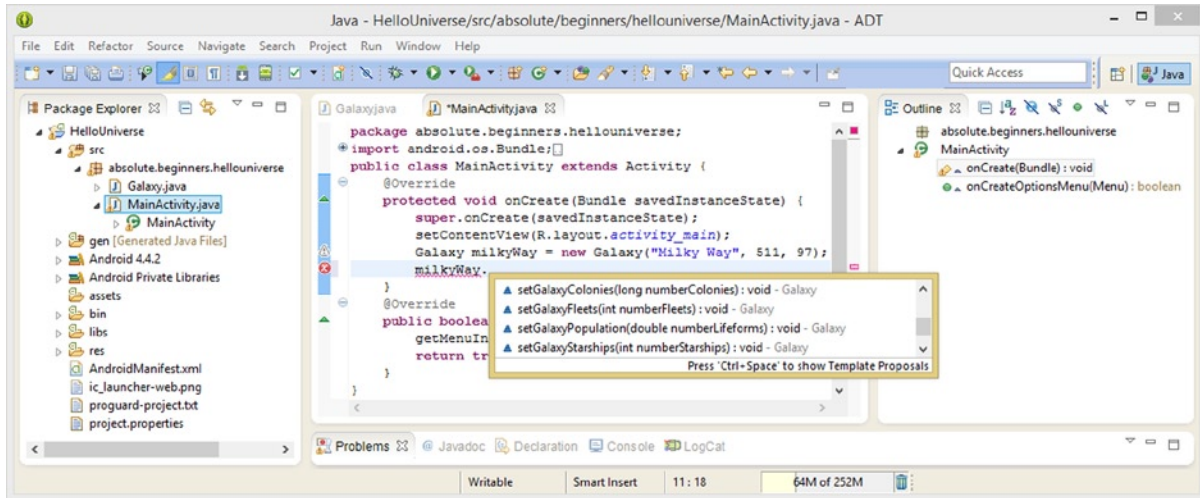 Java - HelloUniverse/src/absolute/beginners/hellouniverse/MainActivity.java - ADT
File Edit Refactor Source Navigate Search Project Run Window Help
Quick Access
Java
Package Explorer
HelloUniverse
src
absolute.beginners.hellouniverse
Galaxy.java
MainActivity.java
MainActivity
gen [Generated Java Files]
Android 4.4.2
Android Private Libraries
assets
bin
libs
res
AndroidManifest.xml
ic_launcher-web.png
proguard-project.txt
project.properties
Galaxy.java
*MainActivity.java
package absolute.beginners.hellouniverse;
import android.os.Bundle;
public class MainActivity extends Activity {
@Override
protected void onCreate(Bundle savedInstanceState) {
super.onCreate(savedInstanceState);
setContentView(R.layout.activity_main);
Galaxy milkyWay = new Galaxy("Milky Way", 511, 97);
milkyWay.
}
@Override
public boolea
getMenuIn
return tr
}
}
setGalaxyColonies(long numberColonies) : void - Galaxy
setGalaxyFleets(int numberFleets) : void - Galaxy
setGalaxyPopulation(double numberLifeforms) : void - Galaxy
setGalaxyStarships(int numberStarships) : void - Galaxy
Press 'Ctrl+Space' to show Template Proposals
Outline
absolute.beginners.hellouniverse
MainActivity
onCreate(Bundle) : void
onCreateOptionsMenu(Menu) : boolean
Problems @ Javadoc Declaration Console LogCat
Writable Smart Insert 11 : 18 64M of 252M